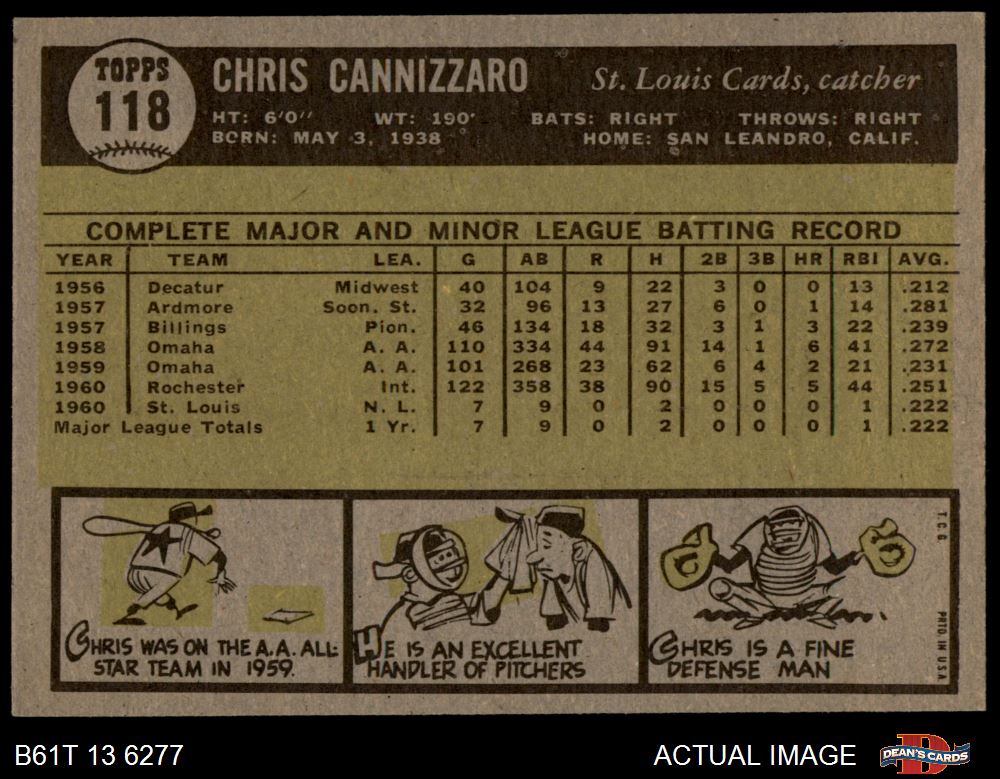 TOPPS
118
CHRIS CANNIZZARO St. Louis Cards, catcher
HT: 6'0" WT: 190' BATS: RIGHT THROWS: RIGHT
BORN: MAY 3, 1938 HOME: SAN LEANDRO, CALIF.
COMPLETE MAJOR AND MINOR LEAGUE BATTING RECORD
YEAR TEAM LEA. G AB R H 2B 3B HR RBI AVG.
1956 Decatur Midwest 40 104 9 22 3 0 0 13 .212
1957 Ardmore Soon. St. 32 96 13 27 6 0 1 14 .281
1957 Billings Pion. 46 134 18 32 3 1 3 22 .239
1958 Omaha A. A. 110 334 44 91 14 1 6 41 .272
1959 Omaha A. A. 101 268 23 62 6 4 2 21 .231
1960 Rochester Int. 122 358 38 90 15 5 5 44 .251
1960 St. Louis N. L. 7 9 0 2 0 0 0 1 .222
Major League Totals 1 Yr. 7 9 0 2 0 0 0 1 .222
CHRIS WAS ON THE A.A. ALL-
STAR TEAM IN 1959.
HE IS AN EXCELLENT
HANDLER OF PITCHERS
CHRIS IS A FINE
DEFENSE MAN
T.C.G. PRTD. IN U.S.A.
B61T 13 6277 ACTUAL IMAGE
DEAN'S CARDS